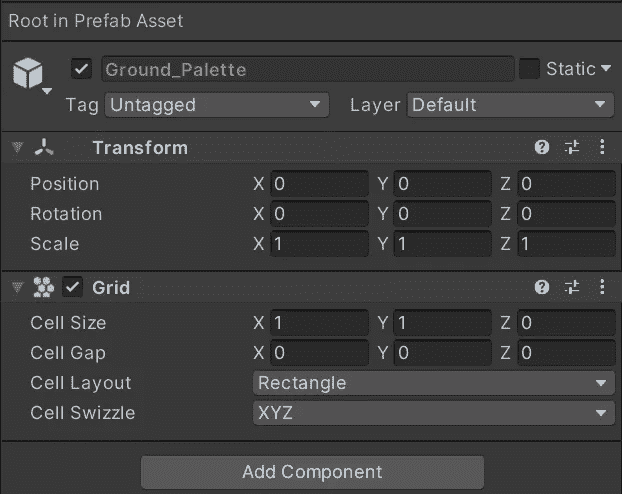 Root in Prefab Asset
Ground_Palette Static
Tag Untagged Layer Default
Transform
Position X 0 Y 0 Z 0
Rotation X 0 Y 0 Z 0
Scale X 1 Y 1 Z 1
Grid
Cell Size X 1 Y 1 Z 0
Cell Gap X 0 Y 0 Z 0
Cell Layout Rectangle
Cell Swizzle XYZ
Add Component